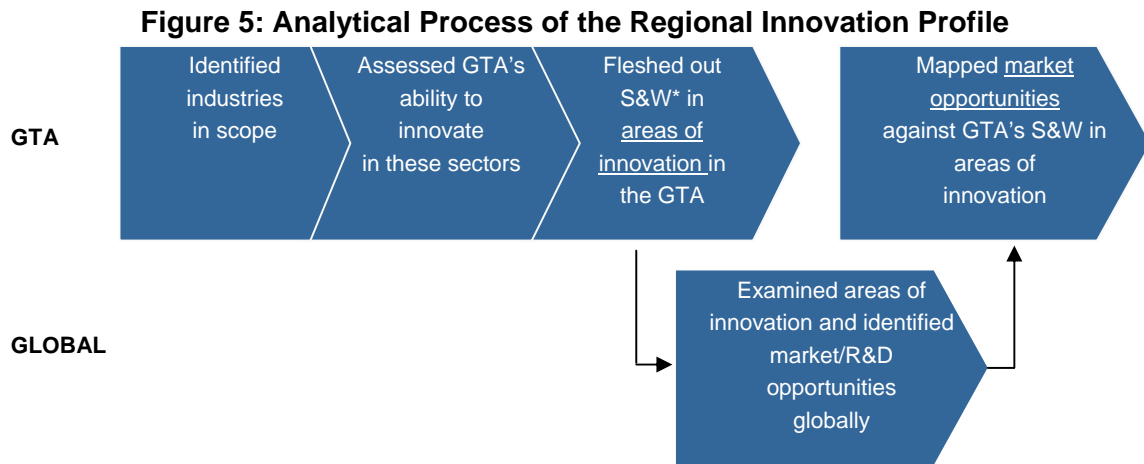 Figure 5: Analytical Process of the Regional Innovation Profile
GTA
Identified
industries
in scope
Assessed GTA's
ability to
innovate
in these sectors
Fleshed out
S&W* in
areas of
innovation in
the GTA
Mapped market
opportunities
against GTA's S&W in
areas of
innovation
GLOBAL
Examined areas of
innovation and identified
market/R&D
opportunities
globally